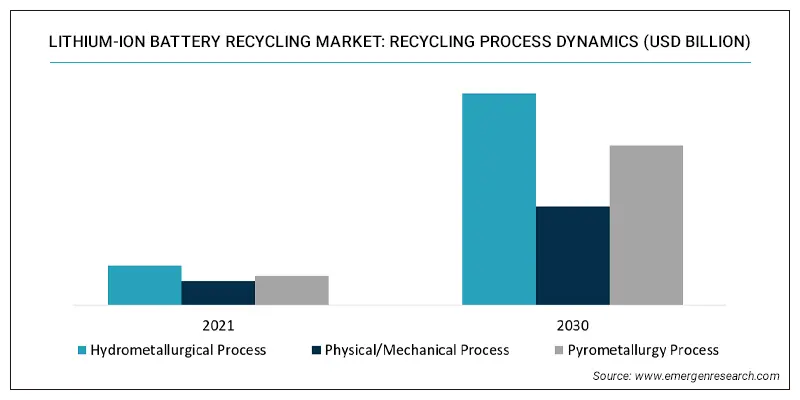 LITHIUM-ION BATTERY RECYCLING MARKET: RECYCLING PROCESS DYNAMICS (USD BILLION)
2021 2030
Hydrometallurgical Process Physical/Mechanical Process Pyrometallurgy Process
Source: www.emergenresearch.com